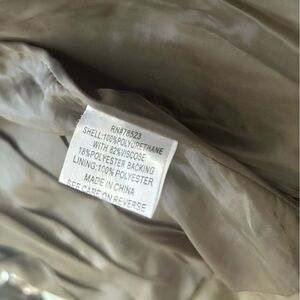 RN#76523
SHELL:100%POLYURETHANE
WITH 82%VISCOSE
18%POLYESTER BACKING
LINING:100% POLYESTER
MADE IN CHINA
SEE CARE ON REVERSE